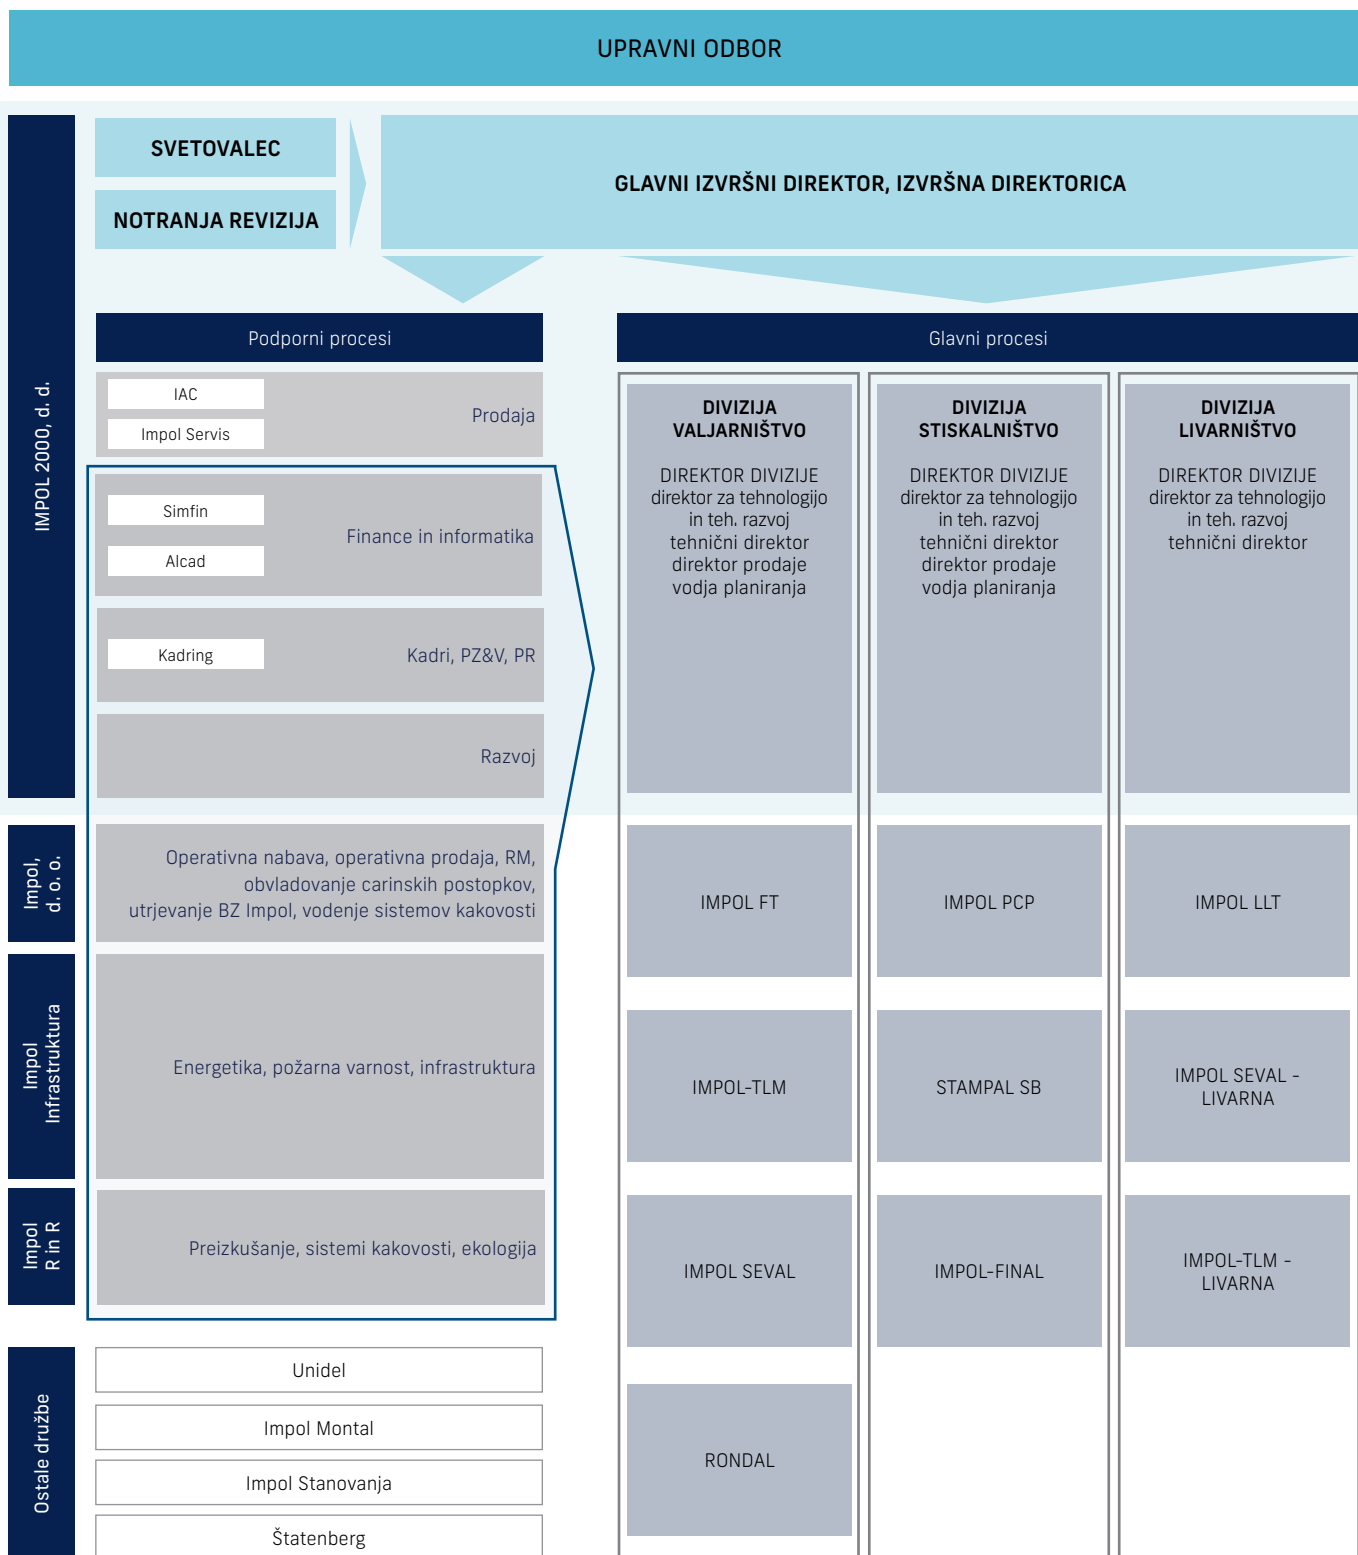 UPRAVNI ODBOR
IMPOL 2000, d. d.
SVETOVALEC
NOTRANJA REVIZIJA
GLAVNI IZVRŠNI DIREKTOR, IZVRŠNA DIREKTORICA
Podporni procesi
IAC
Impol Servis
Prodaja
Simfin
Alcad
Finance in informatika
Kadring
Kadri, PZ&V, PR
Razvoj
Impol,
d. o. o.
Operativna nabava, operativna prodaja, RM,
obvladovanje carinskih postopkov,
utrjevanje BZ Impol, vodenje sistemov kakovosti
Impol
Infrastruktura
Energetika, požarna varnost, infrastruktura
Impol
R in R
Preizkušanje, sistemi kakovosti, ekologija
Ostale družbe
Unidel
Impol Montal
Impol Stanovanja
Štatenberg
Glavni procesi
DIVIZIJA
VALJARNIŠTVO
DIREKTOR DIVIZIJE
direktor za tehnologijo
in teh. razvoj
tehnični direktor
direktor prodaje
vodja planiranja
IMPOL FT
IMPOL-TLM
IMPOL SEVAL
RONDAL
DIVIZIJA
STISKALNIŠTVO
DIREKTOR DIVIZIJE
direktor za tehnologijo
in teh. razvoj
tehnični direktor
direktor prodaje
vodja planiranja
IMPOL PCP
STAMPAL SB
IMPOL-FINAL
DIVIZIJA
LIVARNIŠTVO
DIREKTOR DIVIZIJE
direktor za tehnologijo
in teh. razvoj
tehnični direktor
IMPOL LLT
IMPOL SEVAL -
LIVARNA
IMPOL-TLM -
LIVARNA